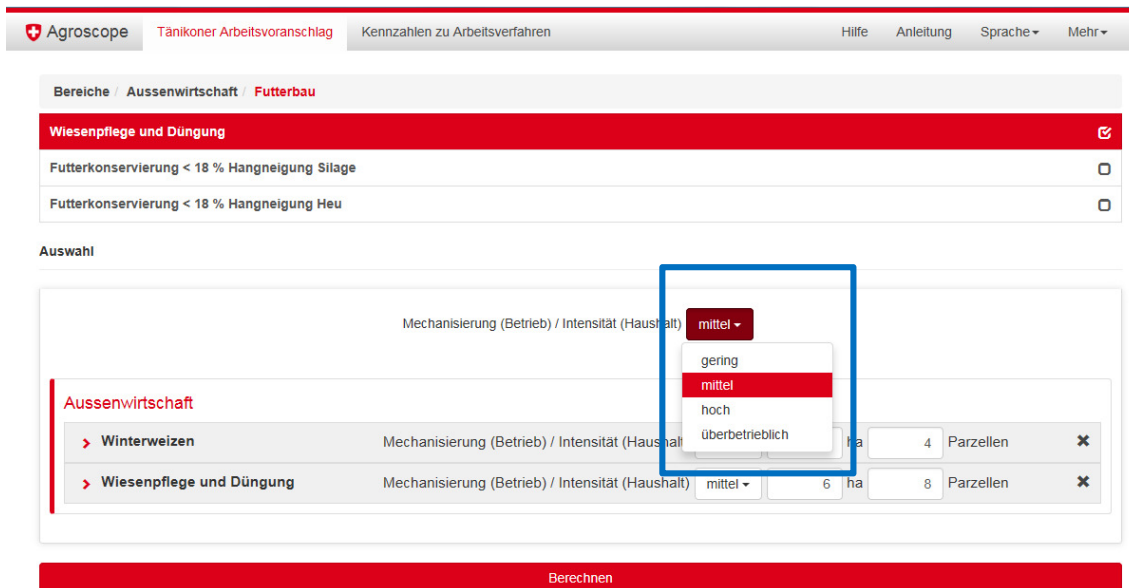 Agroscope Tänikoner Arbeitsvoranschlag Kennzahlen zu Arbeitsverfahren Hilfe Anleitung Sprache Mehr
Bereiche / Aussenwirtschaft / Futterbau
Wiesenpflege und Düngung
Futterkonservierung < 18 % Hangneigung Silage
Futterkonservierung < 18 % Hangneigung Heu
Auswahl
Mechanisierung (Betrieb) / Intensität (Haushalt) mittel
gering
mittel
hoch
überbetrieblich
Aussenwirtschaft
Winterweizen Mechanisierung (Betrieb) / Intensität ha 4 Parzellen
Wiesenpflege und Düngung Mechanisierung (Betrieb) / Intensität (Haushalt) mittel 6 ha 8 Parzellen
Berechnen